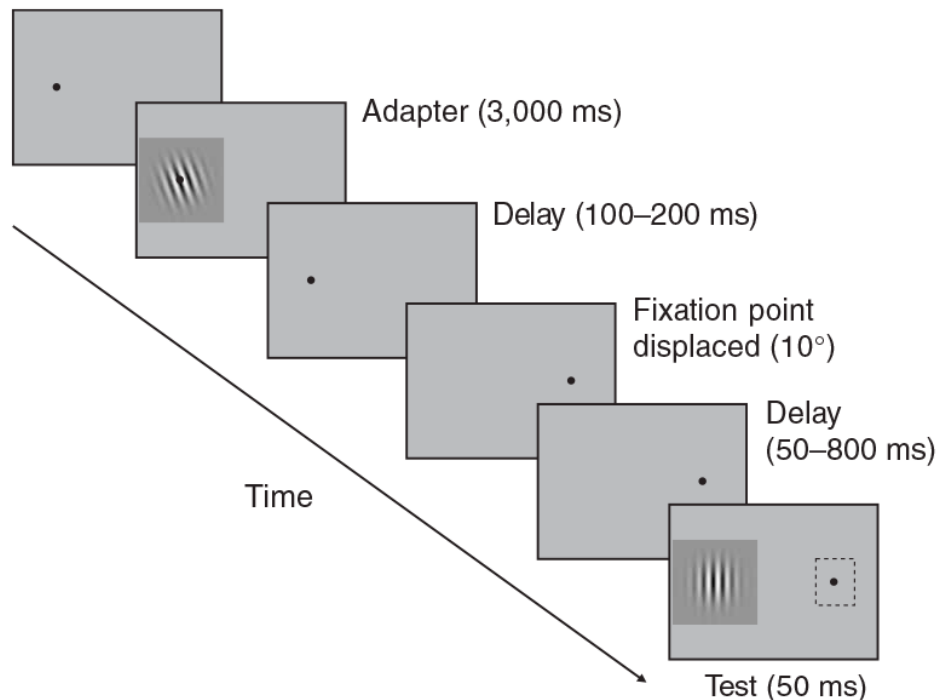 Adapter (3,000 ms)
Delay (100–200 ms)
Fixation point
displaced (10°)
Delay
(50–800 ms)
Time
Test (50 ms)